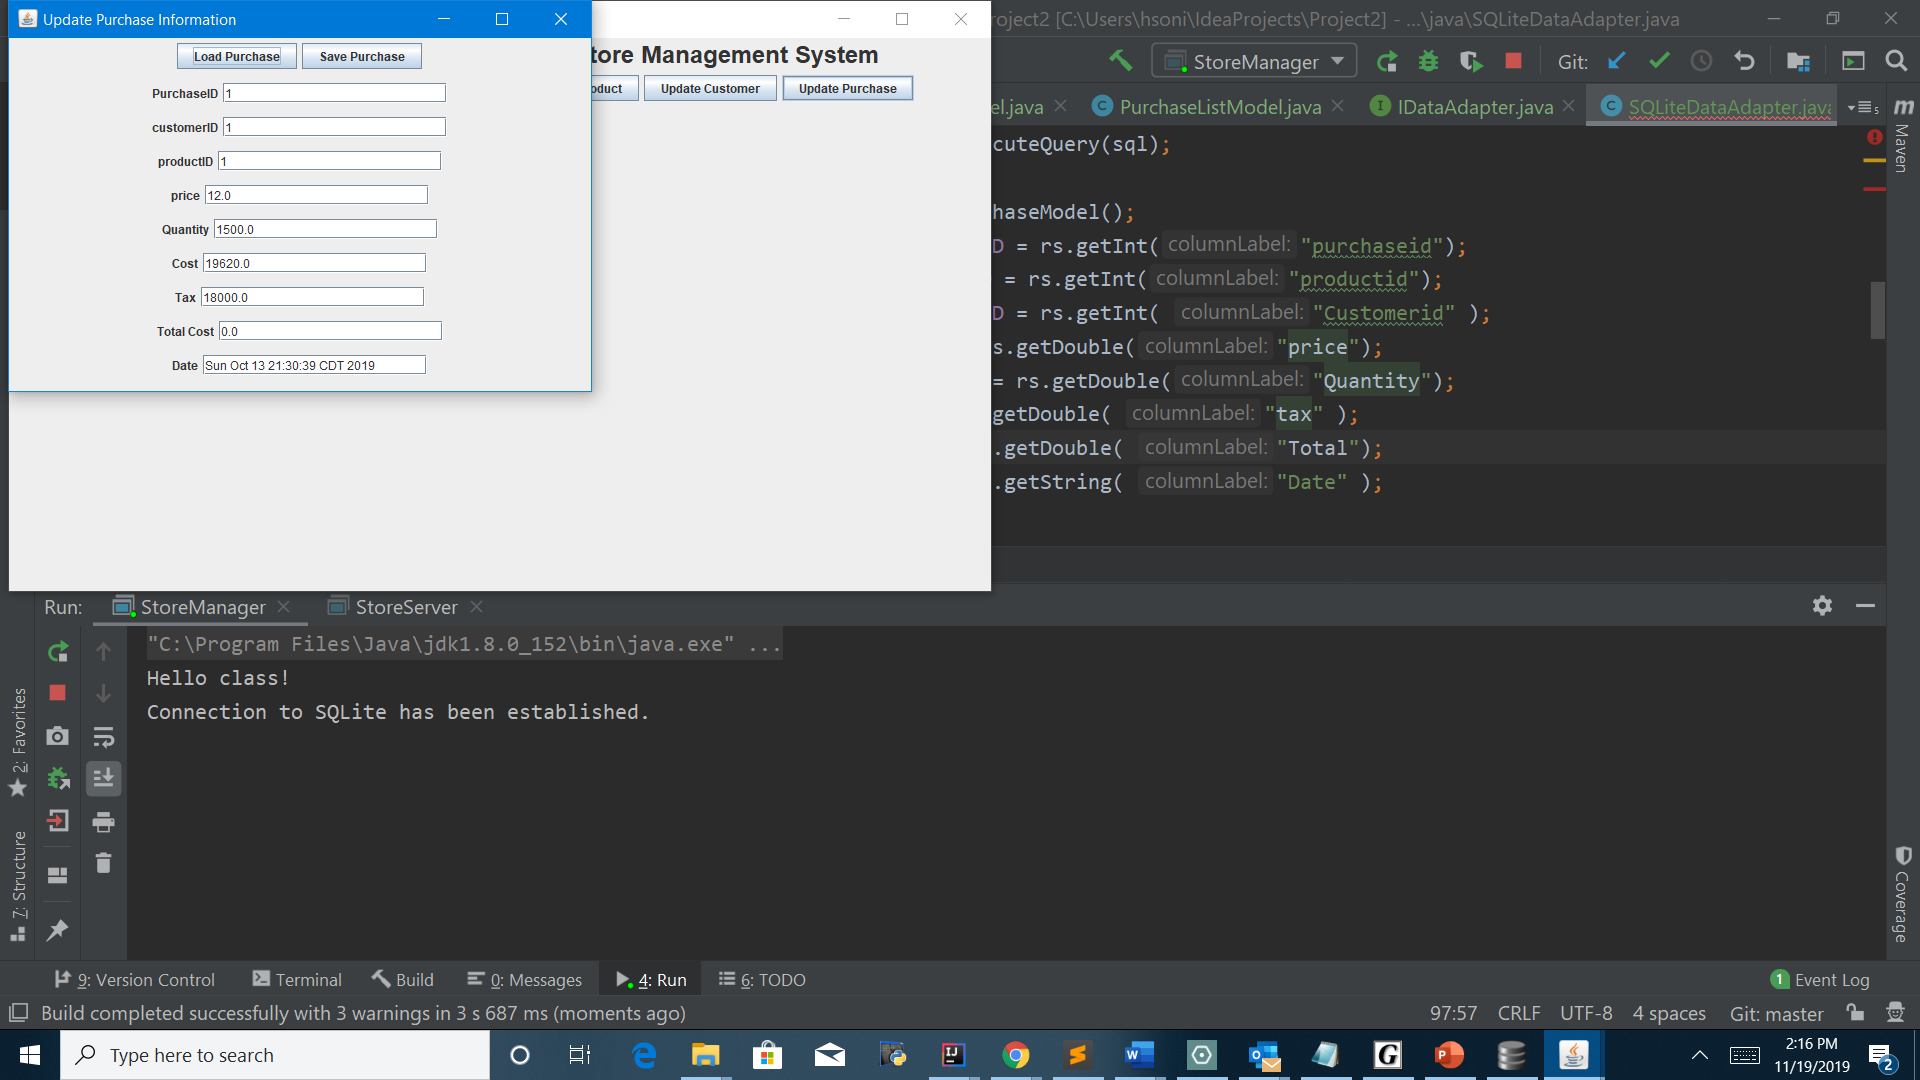 Update Purchase Information
Load Purchase Save Purchase
PurchaseID 1
customerID 1
productID 1
price 12.0
Quantity 1500.0
Cost 19620.0
Tax 18000.0
Total Cost 0.0
Date Sun Oct 13 21:30:39 CDT 2019
tore Management System
oduct Update Customer Update Purchase
roject2 [C:\Users\hsoni\IdeaProjects\Project2] - ...\java\SQLiteDataAdapter.java
StoreManager Git:
el.java PurchaseListModel.java IDataAdapter.java SQLiteDataAdapter.java 5
cuteQuery(sql);
haseModel();
D = rs.getInt( columnLabel: "purchaseid");
= rs.getInt( columnLabel: "productid");
D = rs.getInt( columnLabel: "Customerid" );
s.getDouble( columnLabel: "price");
= rs.getDouble( columnLabel: "Quantity");
getDouble( columnLabel: "tax" );
.getDouble( columnLabel: "Total");
.getString( columnLabel: "Date" );
m Maven
Run: StoreManager StoreServer
"C:\Program Files\Java\jdk1.8.0_152\bin\java.exe" ...
Hello class!
Connection to SQLite has been established.
2: Favorites
7: Structure
Coverage
9: Version Control Terminal Build 0: Messages 4: Run 6: TODO 1 Event Log
Build completed successfully with 3 warnings in 3 s 687 ms (moments ago) 97:57 CRLF UTF-8 4 spaces Git: master
Type here to search
2:16 PM
11/19/2019
2